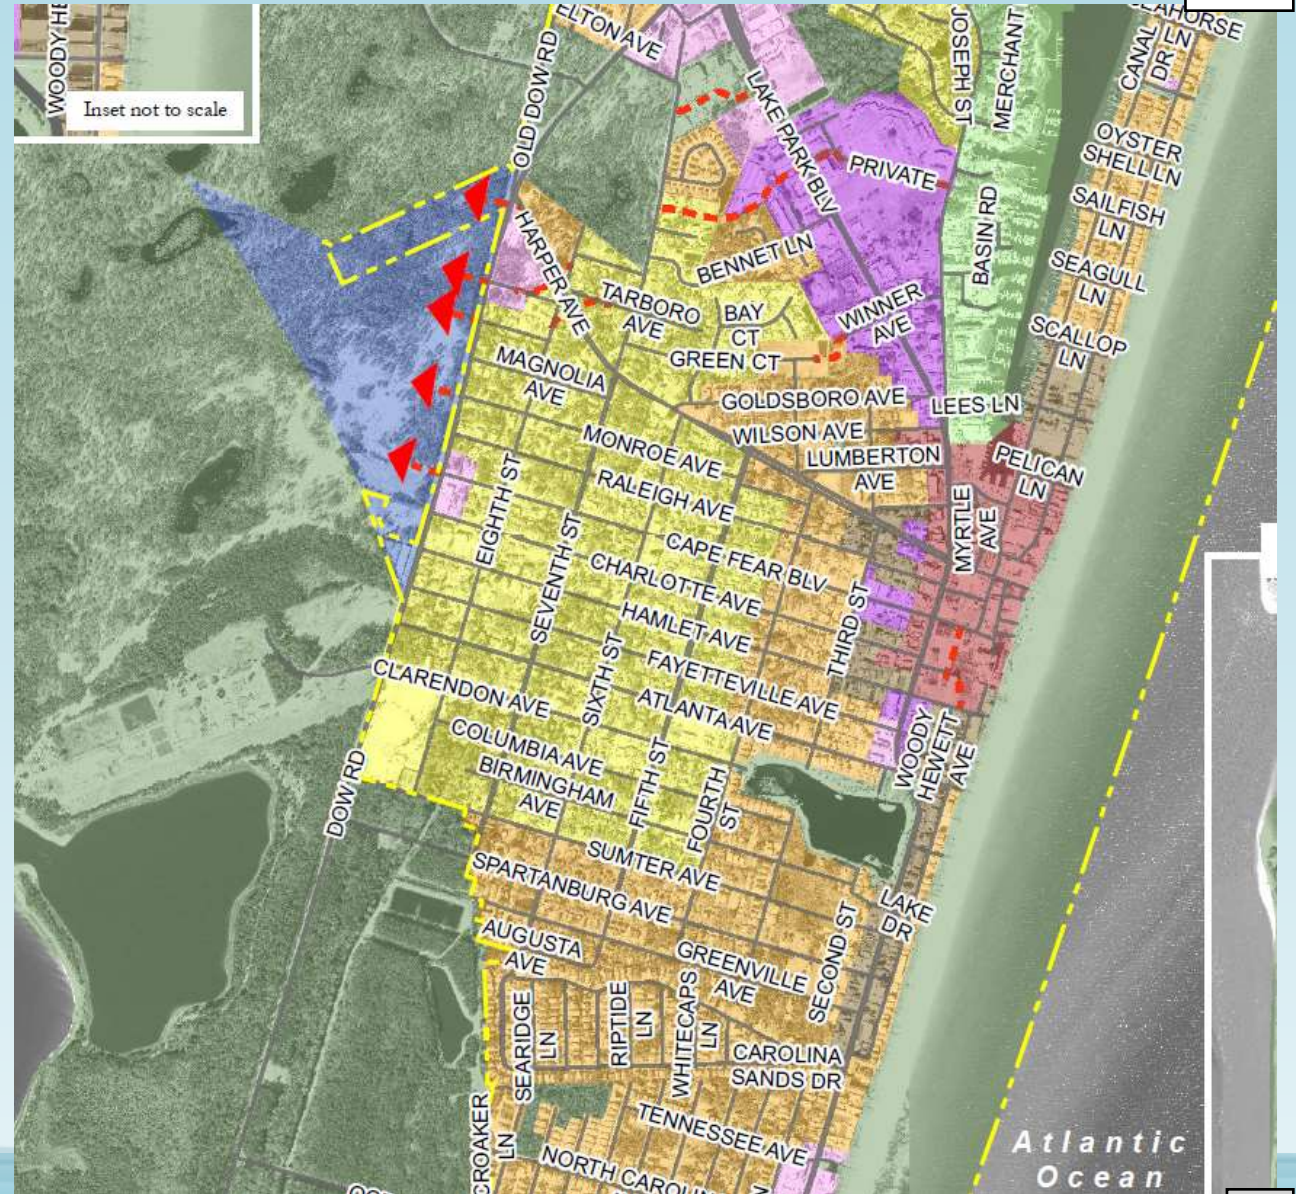 WOODY HE
Inset not to scale
ELTON AVE
OLD DOW RD
LAKE PARK BLV
JOSEPH ST
MERCHANT
CANAL
DR
AHORSE
LN
OYSTER
SHELL LN
SAILFISH
LN
SEAGULL
LN
SCALLOP
LN
PRIVATE
BASIN RD
HARPER AVE
BENNET LN
TARBORO
AVE
BAY
CT
WINNER
AVE
GREEN CT
MAGNOLIA
AVE
GOLDSBORO AVE
LEES LN
WILSON AVE
MONROE AVE
LUMBERTON
AVE
PELICAN
LN
RALEIGH AVE
EIGHTH ST
MYRTLE
AVE
CAPE FEAR BLV
SEVENTH ST
CHARLOTTE AVE
HAMLET AVE
THIRD ST
SIXTH ST
FAYETTEVILLE AVE
CLARENDON AVE
ATLANTA AVE
COLUMBIA AVE
WOODY
HEWETT
AVE
BIRMINGHAM
AVE
FIFTH ST
FOURTH
ST
DOW RD
SUMTER AVE
SPARTANBURG AVE
LAKE
DR
AUGUSTA
AVE
GREENVILLE
AVE
SECOND ST
SEARIDGE
LN
RIPTIDE
LN
WHITECAPS
LN
CAROLINA
SANDS DR
CROAKER
LN
TENNESSEE AVE
NORTH CAROLIN
Atlantic
Ocean